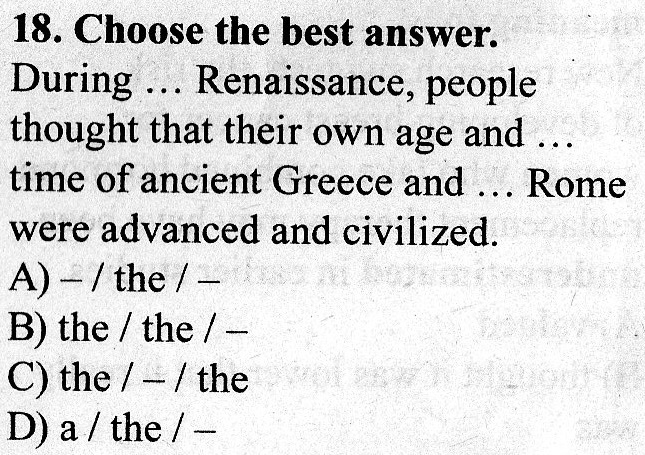 18. Choose the best answer.
During ... Renaissance, people
thought that their own age and ...
time of ancient Greece and ... Rome
were advanced and civilized.
A) – / the / –
B) the / the / –
C) the / – / the
D) a / the / –